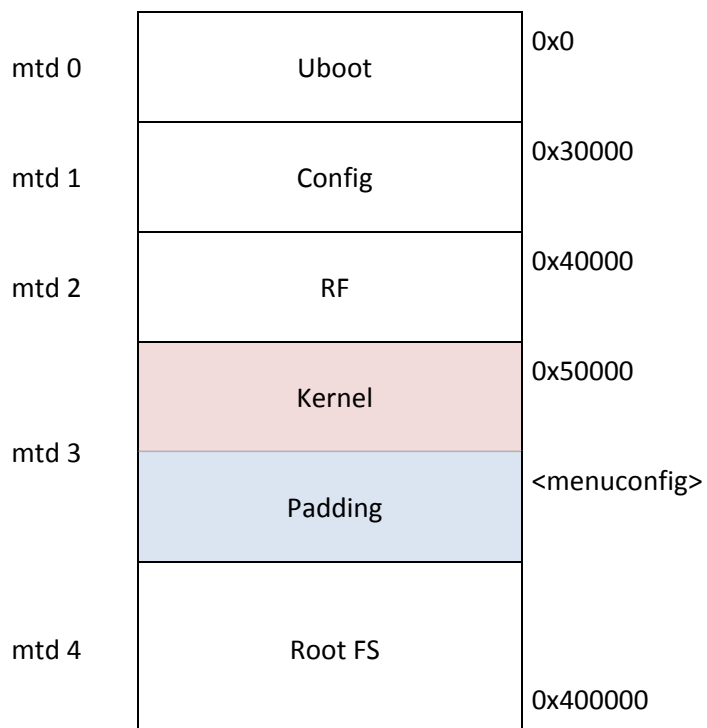 0x0
mtd 0 Uboot
0x30000
mtd 1 Config
0x40000
mtd 2 RF
0x50000
Kernel
mtd 3
<menuconfig>
Padding
mtd 4 Root FS
0x400000